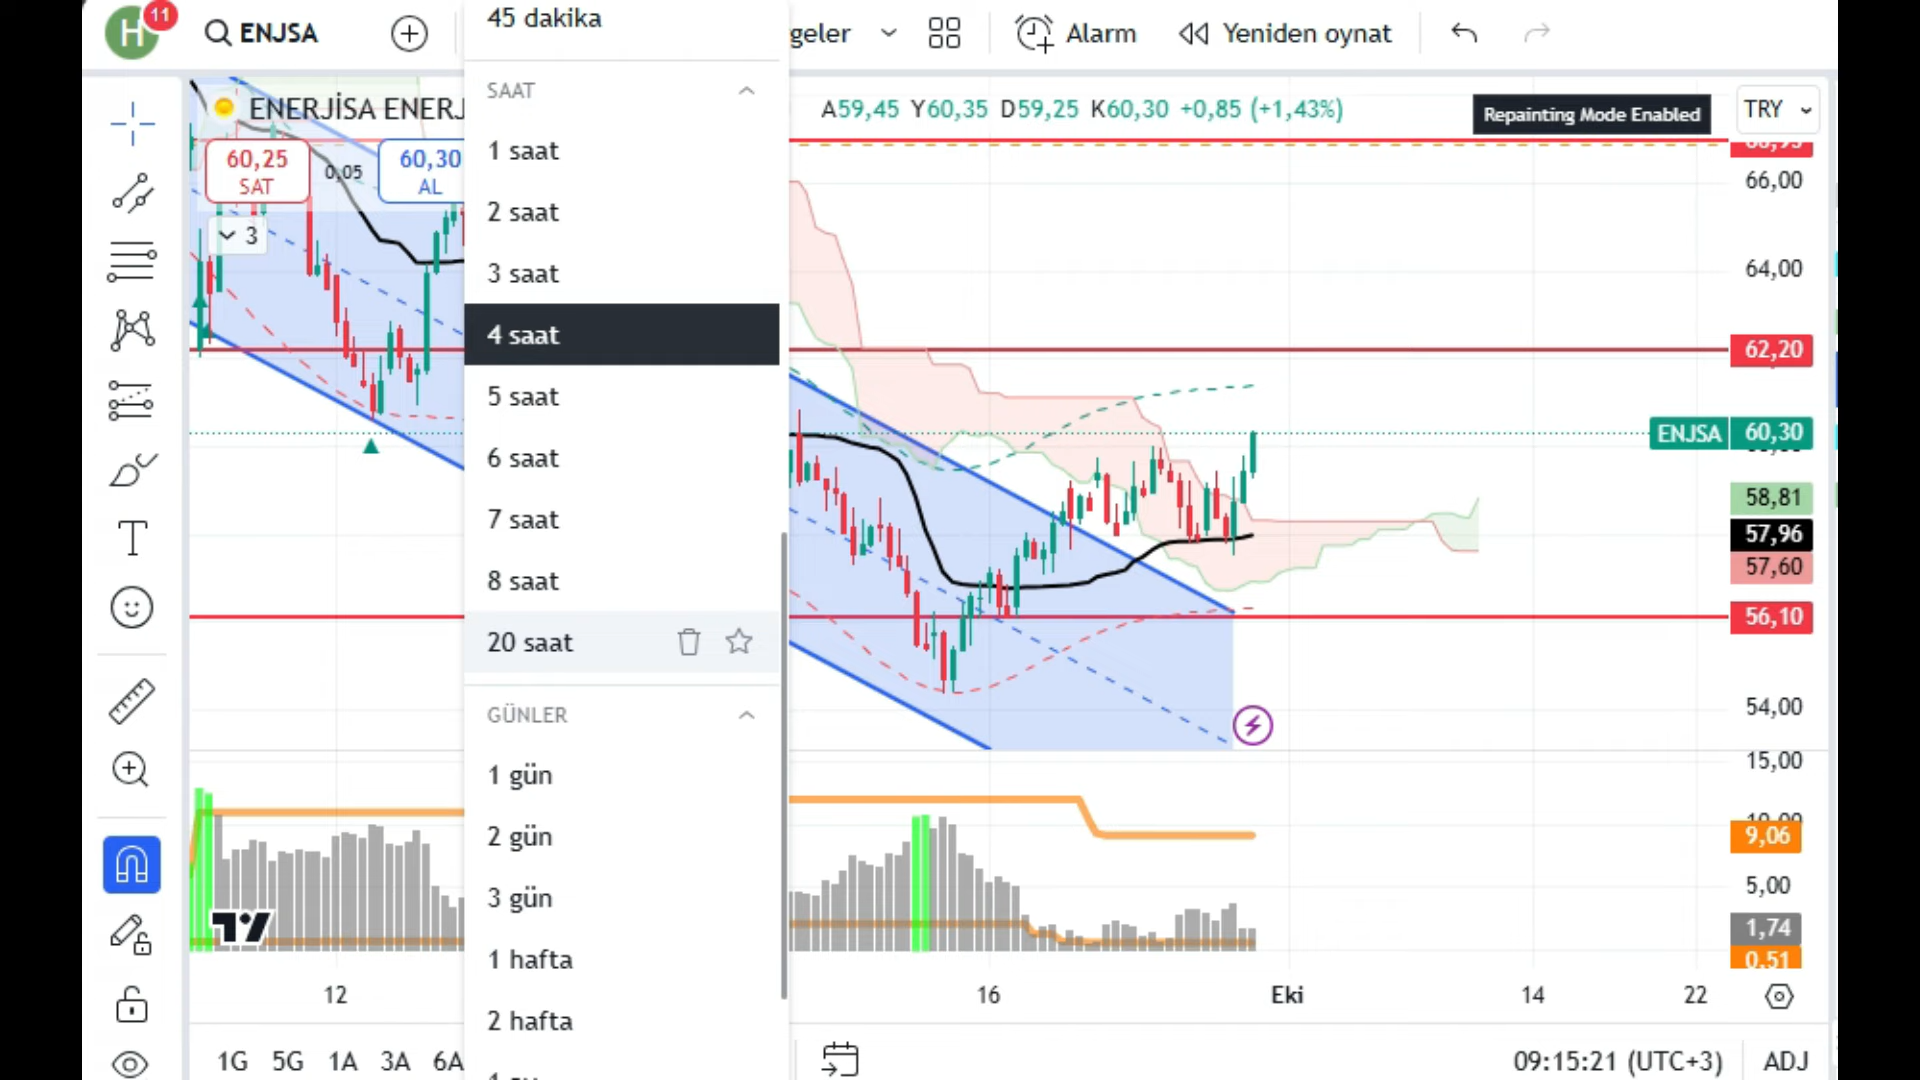 H
11
ENJSA
45 dakika
geler
Alarm
Yeniden oynat
ENERJİSA ENERJ
A59,45 Y60,35 D59,25 K60,30 +0,85 (+1,43%)
Repainting Mode Enabled
TRY
60,25
SAT
0,05
60,30
AL
3
SAAT
1 saat
2 saat
3 saat
4 saat
5 saat
6 saat
7 saat
8 saat
20 saat
GÜNLER
1 gün
2 gün
3 gün
1 hafta
2 hafta
66,00
64,00
62,20
ENJSA 60,30
58,81
57,96
57,60
56,10
54,00
15,00
9,06
5,00
1,74
0,51
12
16
Eki
14
22
1G 5G 1A 3A 6A
09:15:21 (UTC+3)
ADJ